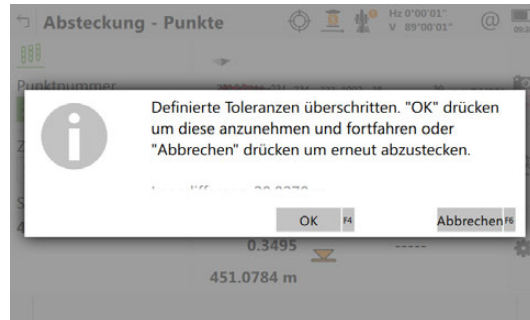 Absteckung - Punkte
Hz 0°00'01"
V 89°00'01"
@
Punktnummer
Definierte Toleranzen überschritten. "OK" drücken
um diese anzunehmen und fortfahren oder
"Abbrechen" drücken um erneut abzustecken.
OK F4
Abbrechen F6
0.3495 -----
451.0784 m